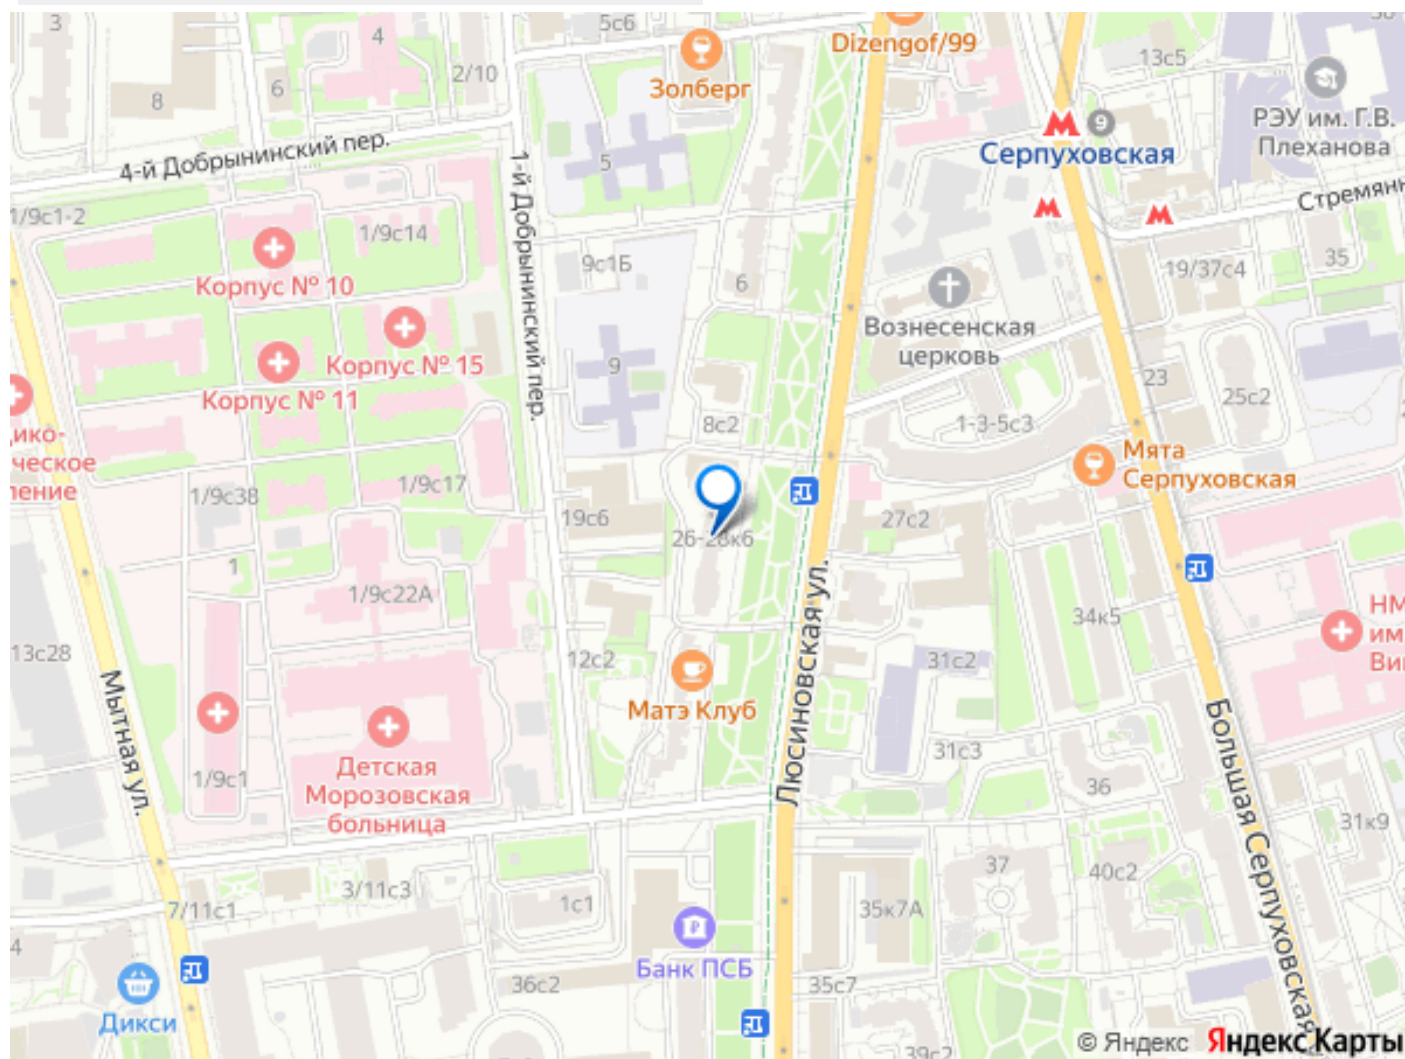 3
4
5с6
Dizengof/99
13с5
2/10
6
8
Золберг
РЭУ им. Г.В.
Плеханова
9
Серпуховская
4-й Добрынинский пер.
5
1-й Добрынинский пер.
Стремянн
1/9с1-2
1/9с14
9с1Б
6
19/37с4
35
Корпус № 10
Вознесенская
церковь
Корпус № 15
9
23
25с2
Корпус № 11
8с2
1-3-5с3
дико-
ческое
ление
Мята
Серпуховская
1/9с38
1/9с17
19с6
26-28к6
27с2
1
1/9с22А
34к5
НМ
им
Ви
13с28
12с2
31с2
Матэ Клуб
Люсиновская ул.
Мытная ул.
31с3
Большая Серпуховская
1/9с1
Детская
Морозовская
больница
36
31к9
37
40с2
3/11с3
7/11с1
1с1
35к7А
4
Банк ПСБ
36с2
35с7
Дикси
39с2
© Яндекс Яндекс Карты